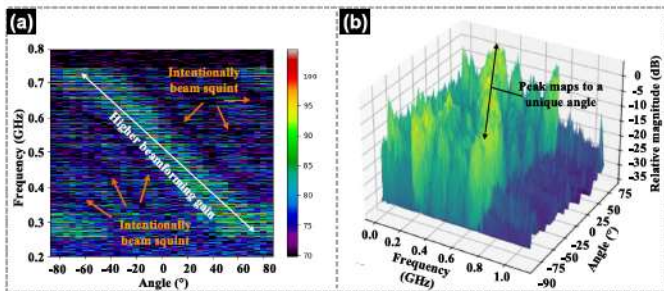 (a)
0.8
0.7
0.6
0.5
0.4
0.3
0.2
Frequency (GHz)
Intentionally
beam squint
Higher beamforming gain
Intentionally
beam squint
-80 -60 -40 -20 0 20 40 60 80
Angle (°)
100
95
90
85
80
75
70
(b)
Peak maps to a
unique angle
0
-5
-10
-15
-20
-25
-30
-35
Relative magnitude (dB)
0.0 0.2 0.4 0.6 0.8 1.0
Frequency
(GHz)
-90
-75
-50
-25
0
25
50
75
Angle (°)